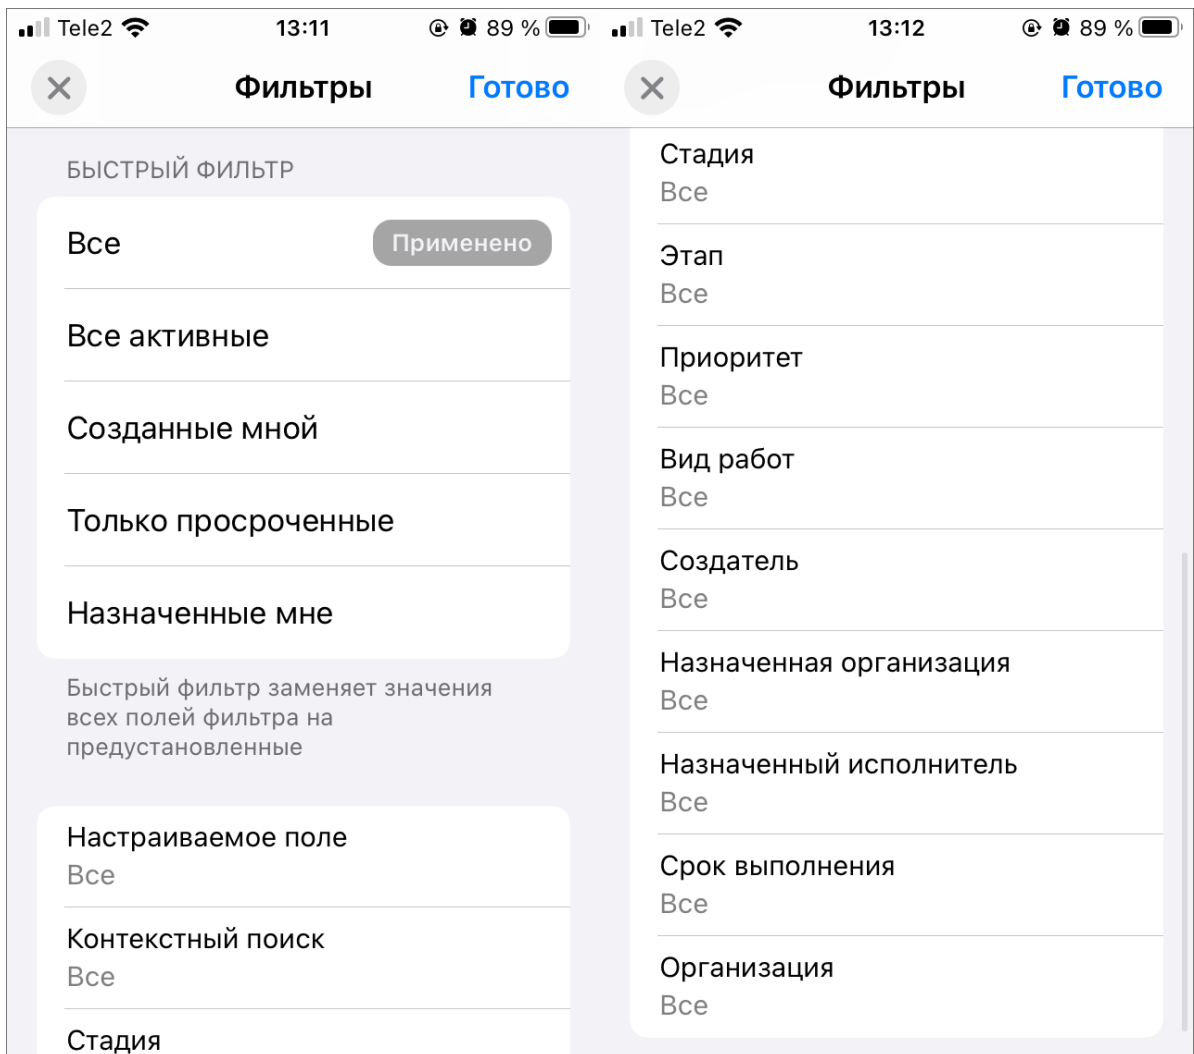 Tele2
13:11
89 %
Фильтры
Готово
БЫСТРЫЙ ФИЛЬТР
Все
Применено
Все активные
Созданные мной
Только просроченные
Назначенные мне
Быстрый фильтр заменяет значения
всех полей фильтра на
предустановленные
Настраиваемое поле
Все
Контекстный поиск
Все
Стадия
Tele2
13:12
89 %
Фильтры
Готово
Стадия
Все
Этап
Все
Приоритет
Все
Вид работ
Все
Создатель
Все
Назначенная организация
Все
Назначенный исполнитель
Все
Срок выполнения
Все
Организация
Все